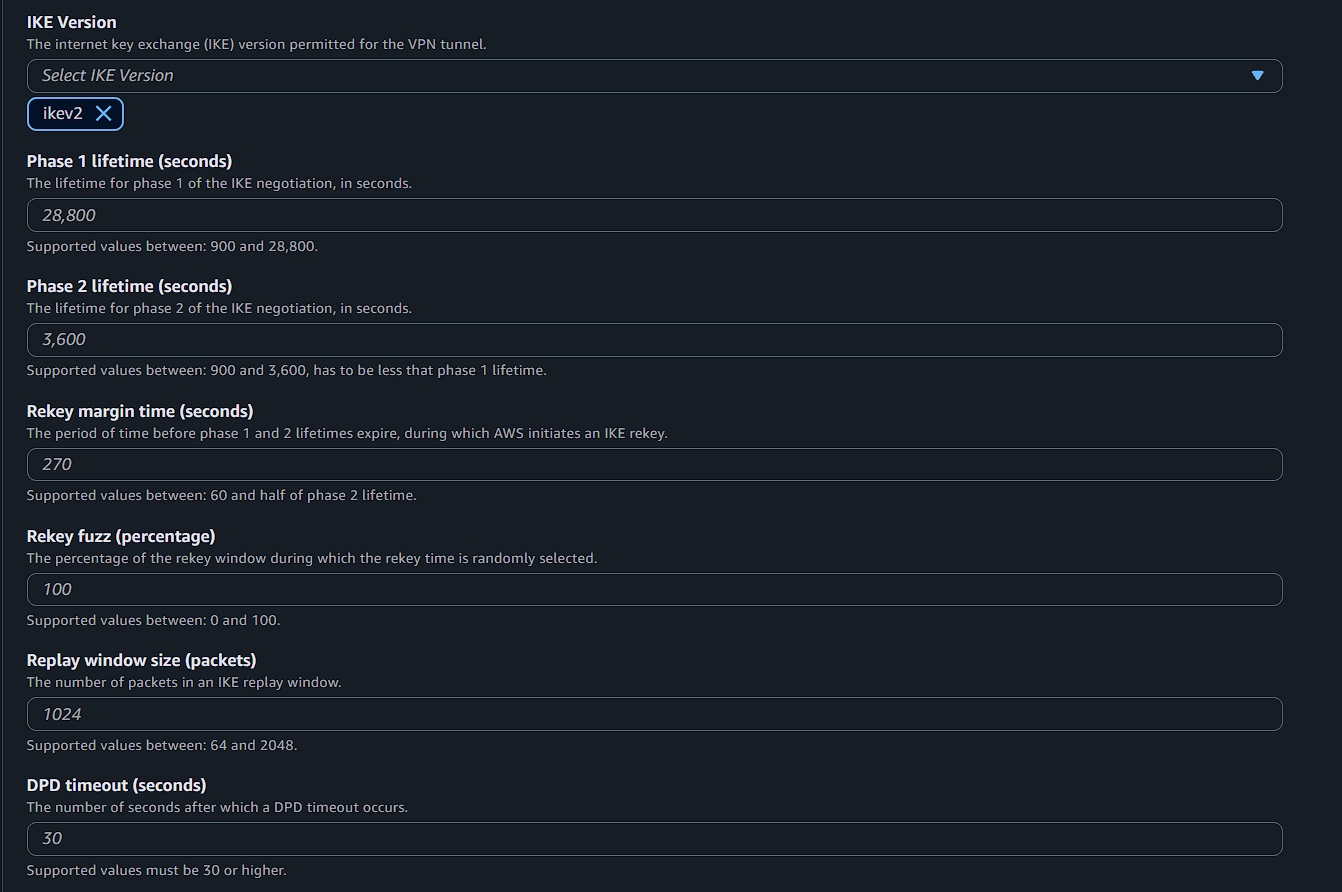 IKE Version
The internet key exchange (IKE) version permitted for the VPN tunnel.
Select IKE Version
ikev2
Phase 1 lifetime (seconds)
The lifetime for phase 1 of the IKE negotiation, in seconds.
28,800
Supported values between: 900 and 28,800.
Phase 2 lifetime (seconds)
The lifetime for phase 2 of the IKE negotiation, in seconds.
3,600
Supported values between: 900 and 3,600, has to be less that phase 1 lifetime.
Rekey margin time (seconds)
The period of time before phase 1 and 2 lifetimes expire, during which AWS initiates an IKE rekey.
270
Supported values between: 60 and half of phase 2 lifetime.
Rekey fuzz (percentage)
The percentage of the rekey window during which the rekey time is randomly selected.
100
Supported values between: 0 and 100.
Replay window size (packets)
The number of packets in an IKE replay window.
1024
Supported values between: 64 and 2048.
DPD timeout (seconds)
The number of seconds after which a DPD timeout occurs.
30
Supported values must be 30 or higher.